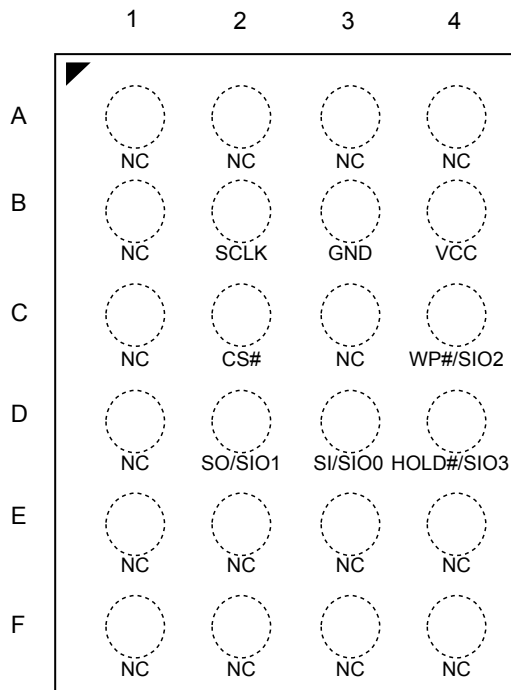 1 2 3 4
A
NC NC NC NC
B
NC SCLK GND VCC
C
NC CS# NC WP#/SIO2
D
NC SO/SIO1 SI/SIO0 HOLD#/SIO3
E
NC NC NC NC
F
NC NC NC NC